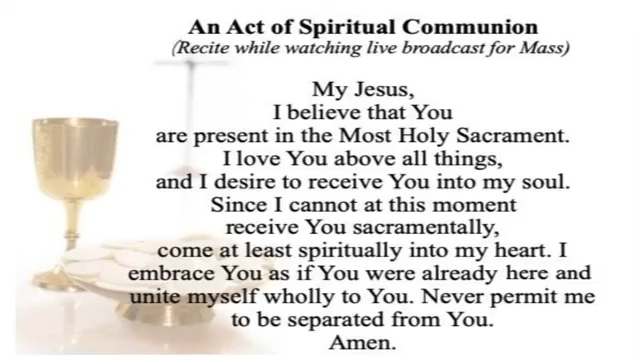 An Act of Spiritual Communion
(Recite while watching live broadcast for Mass)
My Jesus,
I believe that You
are present in the Most Holy Sacrament.
I love You above all things,
and I desire to receive You into my soul.
Since I cannot at this moment
receive You sacramentally,
come at least spiritually into my heart. I
embrace You as if You were already here and
unite myself wholly to You. Never permit me
to be separated from You.
Amen.